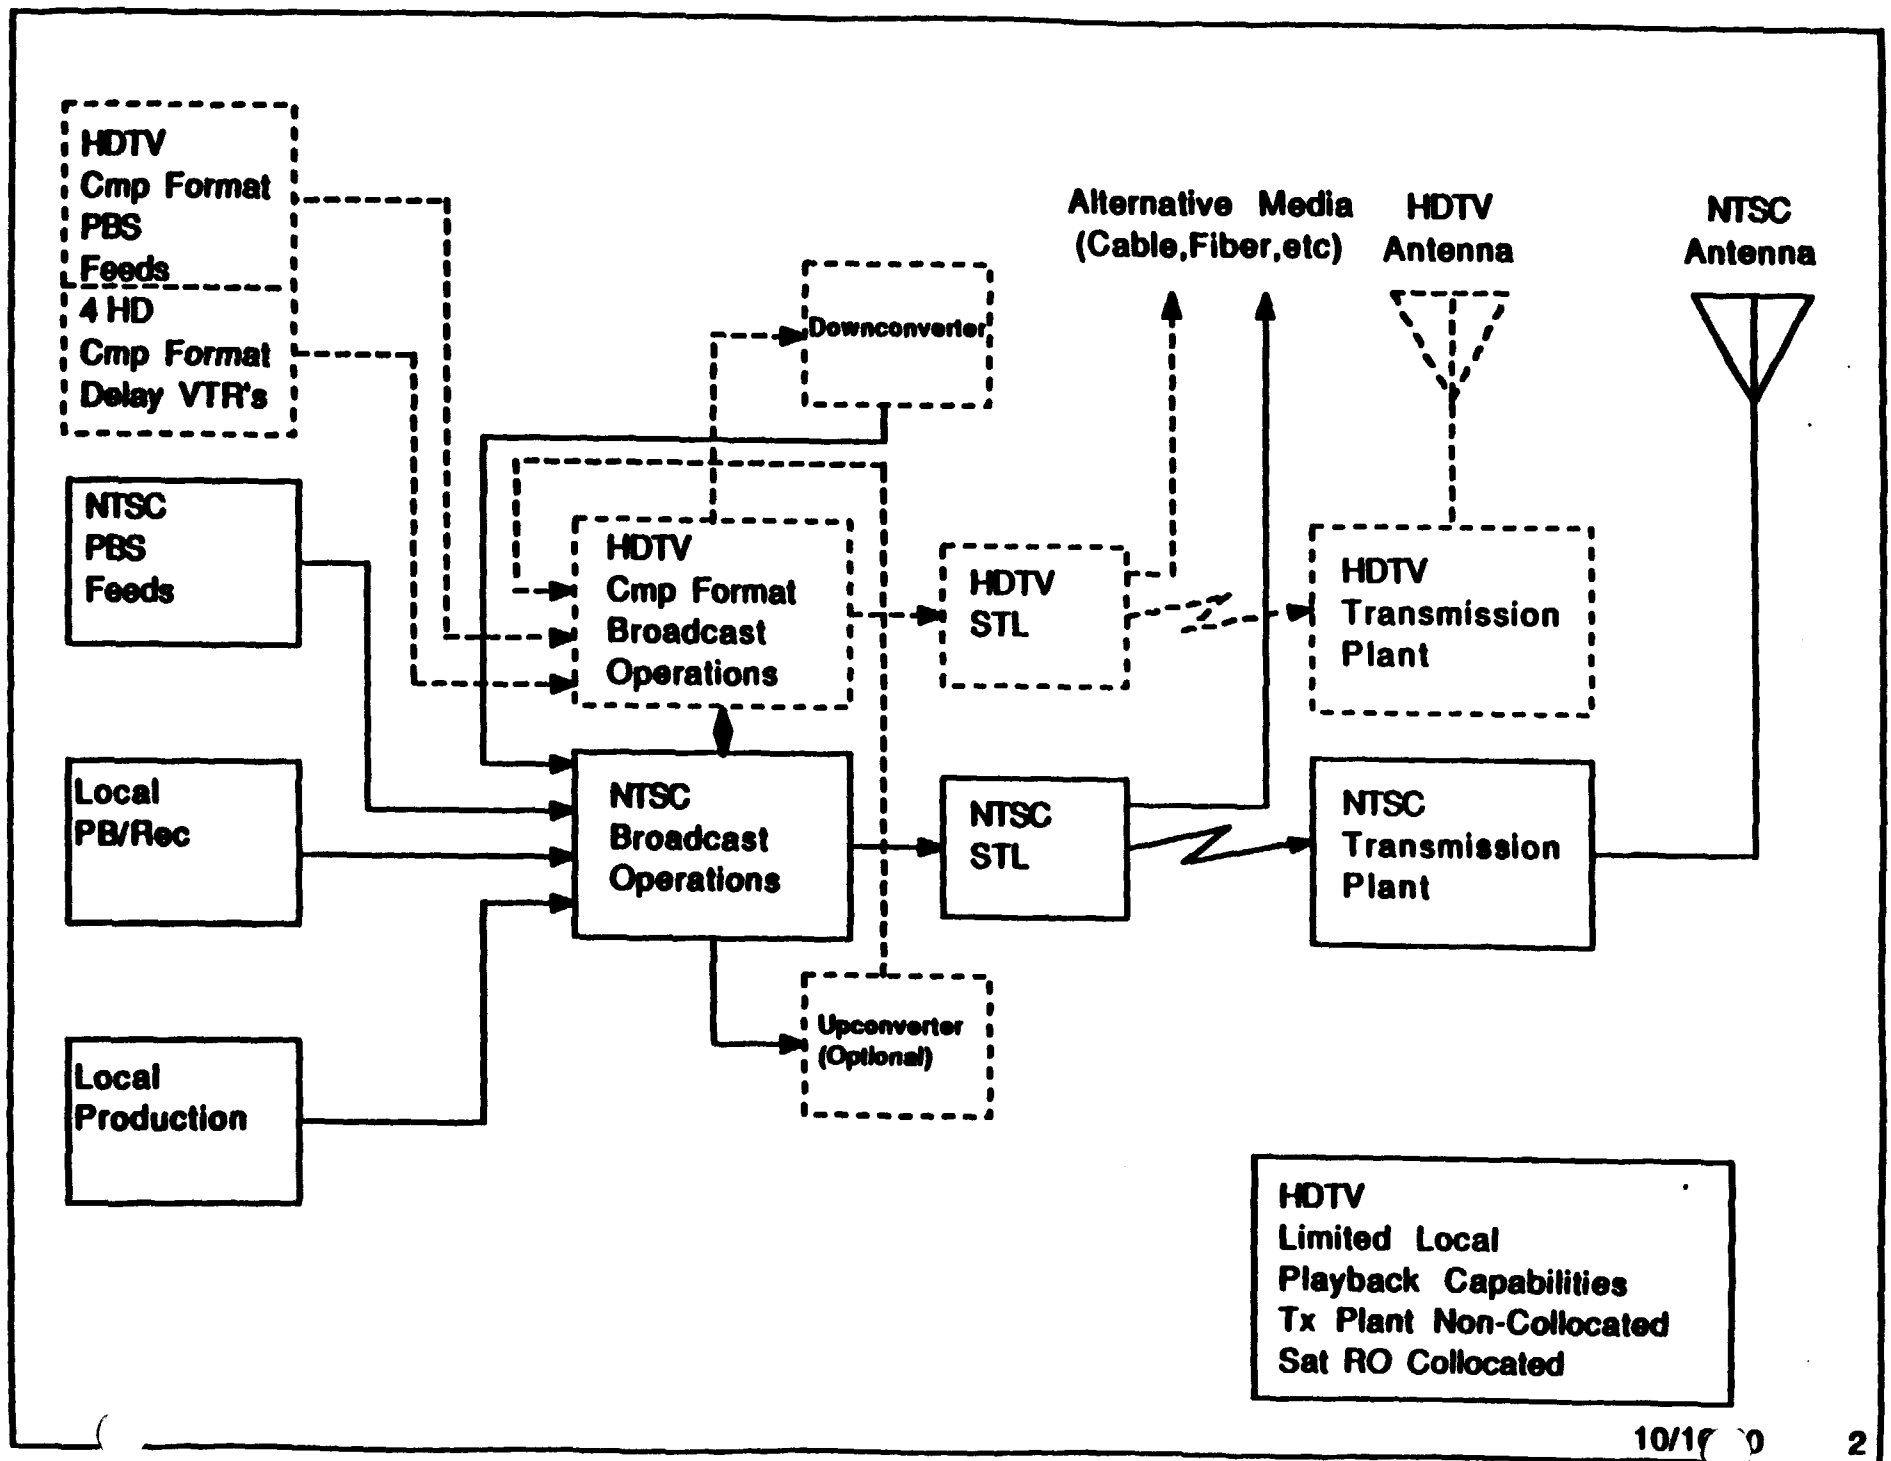 HDTV
Cmp Format
PBS
Feeds
4 HD
Cmp Format
Delay VTR's
NTSC
PBS
Feeds
Local
PB/Rec
Local
Production
Downconverter
HDTV
Cmp Format
Broadcast
Operations
NTSC
Broadcast
Operations
Upconverter
(Optional)
Alternative Media
(Cable,Fiber,etc)
HDTV
Antenna
NTSC
Antenna
HDTV
STL
NTSC
STL
HDTV
Transmission
Plant
NTSC
Transmission
Plant
HDTV
Limited Local
Playback Capabilities
Tx Plant Non-Collocated
Sat RO Collocated
2